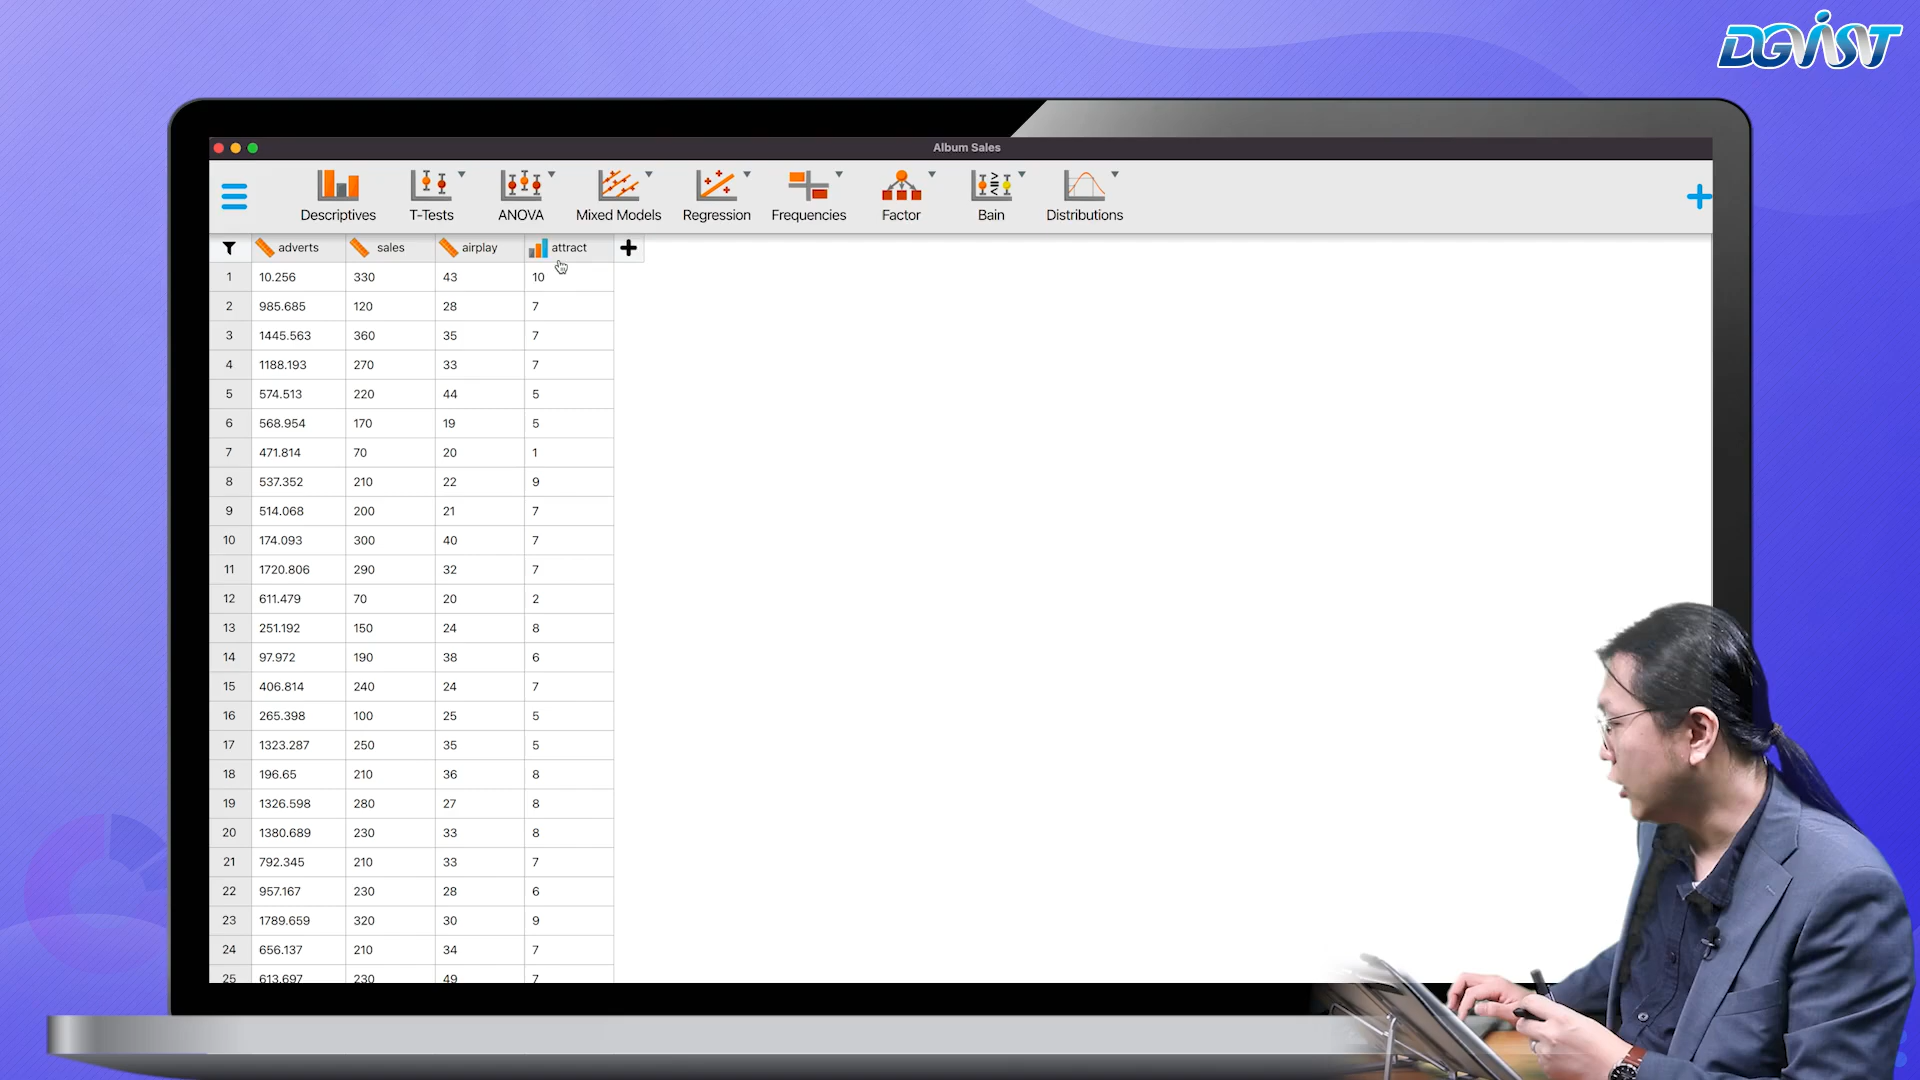 DGIST
Album Sales
Descriptives T-Tests ANOVA Mixed Models Regression Frequencies Factor Bain Distributions
adverts sales airplay attract
1 10.256 330 43 10
2 985.685 120 28 7
3 1445.563 360 35 7
4 1188.193 270 33 7
5 574.513 220 44 5
6 568.954 170 19 5
7 471.814 70 20 1
8 537.352 210 22 9
9 514.068 200 21 7
10 174.093 300 40 7
11 1720.806 290 32 7
12 611.479 70 20 2
13 251.192 150 24 8
14 97.972 190 38 6
15 406.814 240 24 7
16 265.398 100 25 5
17 1323.287 250 35 5
18 196.65 210 36 8
19 1326.598 280 27 8
20 1380.689 230 33 8
21 792.345 210 33 7
22 957.167 230 28 6
23 1789.659 320 30 9
24 656.137 210 34 7
25 613.697 230 49 7